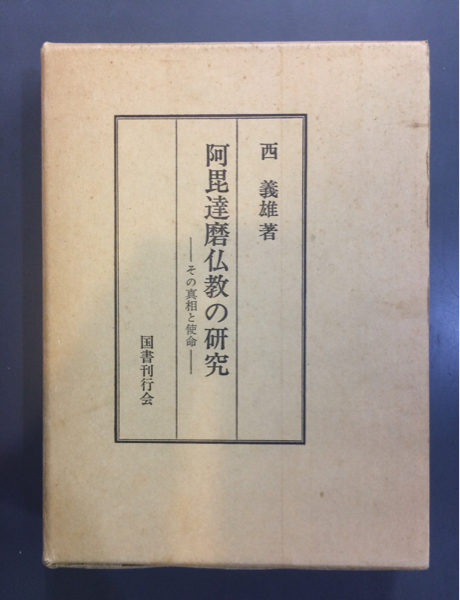 西 義雄 著
阿毘達磨仏教の研究
――その真相と使命――
国書刊行会